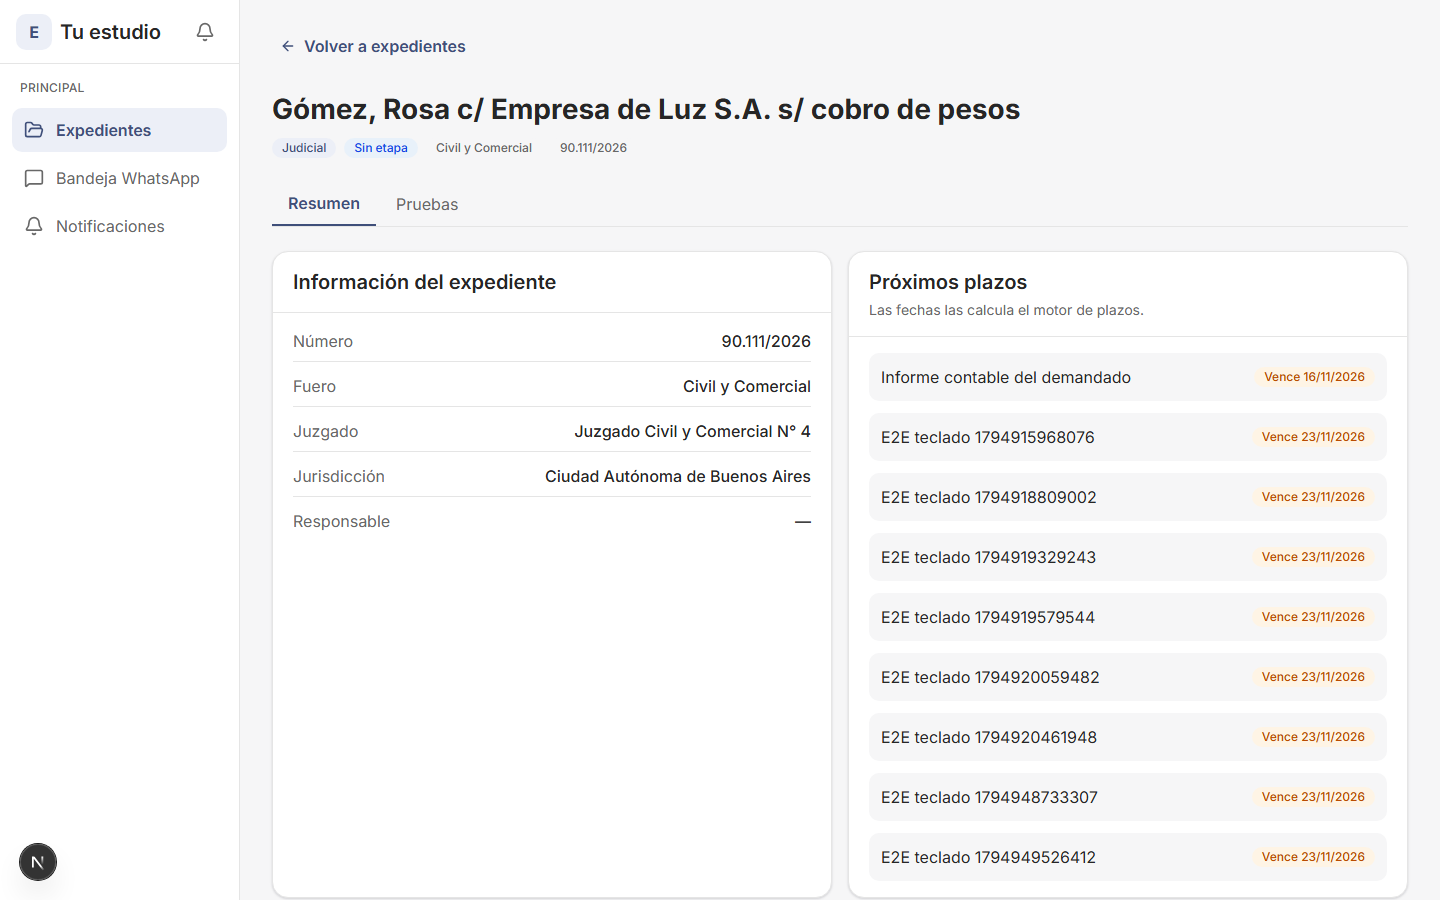 E Tu estudio
PRINCIPAL
Expedientes
Bandeja WhatsApp
Notificaciones
N
Volver a expedientes
Gómez, Rosa c/ Empresa de Luz S.A. s/ cobro de pesos
Judicial Sin etapa Civil y Comercial 90.111/2026
Resumen Pruebas
Información del expediente
Número 90.111/2026
Fuero Civil y Comercial
Juzgado Juzgado Civil y Comercial N° 4
Jurisdicción Ciudad Autónoma de Buenos Aires
Responsable —
Próximos plazos
Las fechas las calcula el motor de plazos.
Informe contable del demandado Vence 16/11/2026
E2E teclado 1794915968076 Vence 23/11/2026
E2E teclado 1794918809002 Vence 23/11/2026
E2E teclado 1794919329243 Vence 23/11/2026
E2E teclado 1794919579544 Vence 23/11/2026
E2E teclado 1794920059482 Vence 23/11/2026
E2E teclado 1794920461948 Vence 23/11/2026
E2E teclado 1794948733307 Vence 23/11/2026
E2E teclado 1794949526412 Vence 23/11/2026